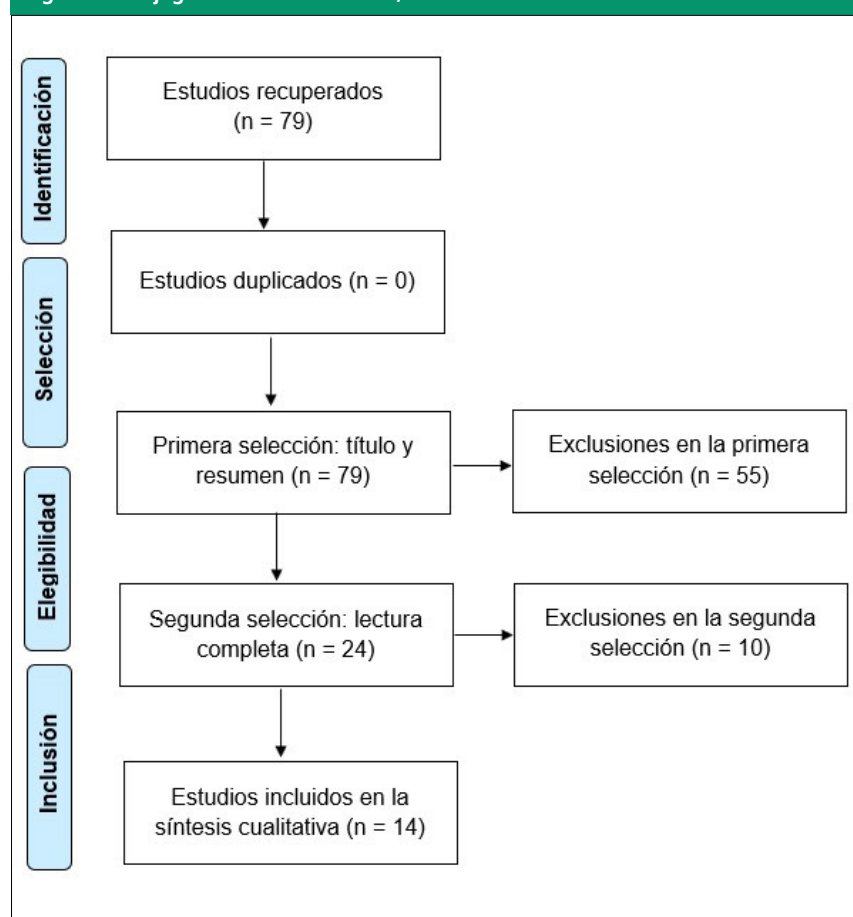 Identificación
Estudios recuperados
(n = 79)
Selección
Estudios duplicados (n = 0)
Primera selección: título y
resumen (n = 79)
Exclusiones en la primera
selección (n = 55)
Elegibilidad
Segunda selección: lectura
completa (n = 24)
Exclusiones en la segunda
selección (n = 10)
Inclusión
Estudios incluidos en la
síntesis cualitativa (n = 14)